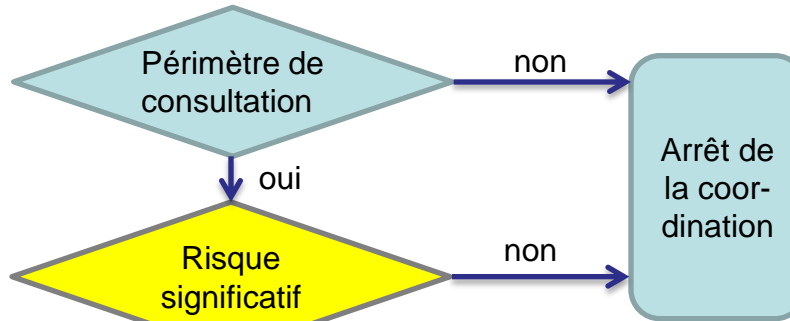 Périmètre de
consultation
non
oui
Arrêt de
la coor-
dination
Risque
significatif
non